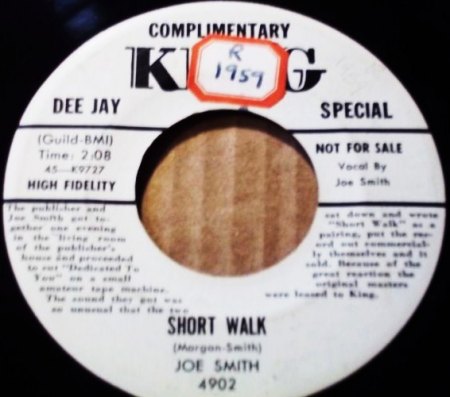 COMPLIMENTARY
KING
R
1959
DEE JAY
SPECIAL
(Guild-BMI)
Time: 2:08
45-K9727
HIGH FIDELITY
NOT FOR SALE
Vocal By
Joe Smith
The publisher and
Joe Smith got to-
gether one evening
in the living room
of the publisher's
house and proceeded
to cut "Dedicated To
You" on a small
amateur tape machine.
The sound they got was
so unusual that the two
sat down and wrote
"Short Walk" as a
pairing, put the rec-
ord out commercial-
ly themselves and it
sold. Because of the
great reaction the
original masters
were leased to King.
SHORT WALK
(Morgan-Smith)
JOE SMITH
4902